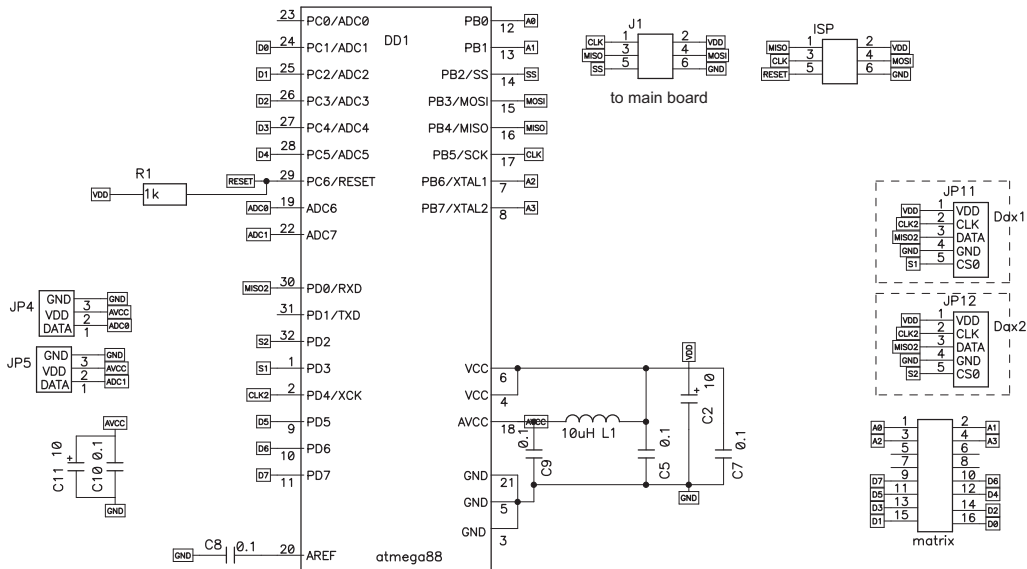 23 PC0/ADC0
D0 24 PC1/ADC1
D1 25 PC2/ADC2
D2 26 PC3/ADC3
D3 27 PC4/ADC4
D4 28 PC5/ADC5
RESET 29 PC6/RESET
R1
VDD 1k
ADC0 19 ADC6
ADC1 22 ADC7
MISO2 30 PD0/RXD
31 PD1/TXD
S2 32 PD2
S1 1 PD3
CLK2 2 PD4/XCK
D5 9 PD5
D6 10 PD6
D7 11 PD7
GND C8 0.1 20 AREF
DD1
atmega88
PB0 12 A0
PB1 13 A1
PB2/SS 14 SS
PB3/MOSI 15 MOSI
PB4/MISO 16 MISO
PB5/SCK 17 CLK
PB6/XTAL1 7 A2
PB7/XTAL2 8 A3
VCC 6
VCC 4
AVCC 18 AVCC
GND 21
GND 5
GND 3
10uH L1
0.1 C9
C5 0.1
VDD
C2 10
+
C7 0.1
GND
J1
CLK 1 2 VDD
MISO 3 4 MOSI
SS 5 6 GND
to main board
ISP
MISO 1 2 VDD
CLK 3 4 MOSI
RESET 5 6 GND
JP4
GND GND
VDD 3 AVCC
DATA 2 ADC0
1
JP5
GND GND
VDD 3 AVCC
DATA 2 ADC1
1
AVCC
C11 10
+
C10 0.1
GND
JP11
Dax1
VDD 1 VDD
CLK2 2 CLK
MISO2 3 DATA
GND 4 GND
S1 5 CS0
JP12
Dax2
VDD 1 VDD
CLK2 2 CLK
MISO2 3 DATA
GND 4 GND
S2 5 CS0
A0 1 2 A1
A2 3 4 A3
5 6
7 8
D7 9 10 D6
D5 11 12 D4
D3 13 14 D2
D1 15 16 D0
matrix